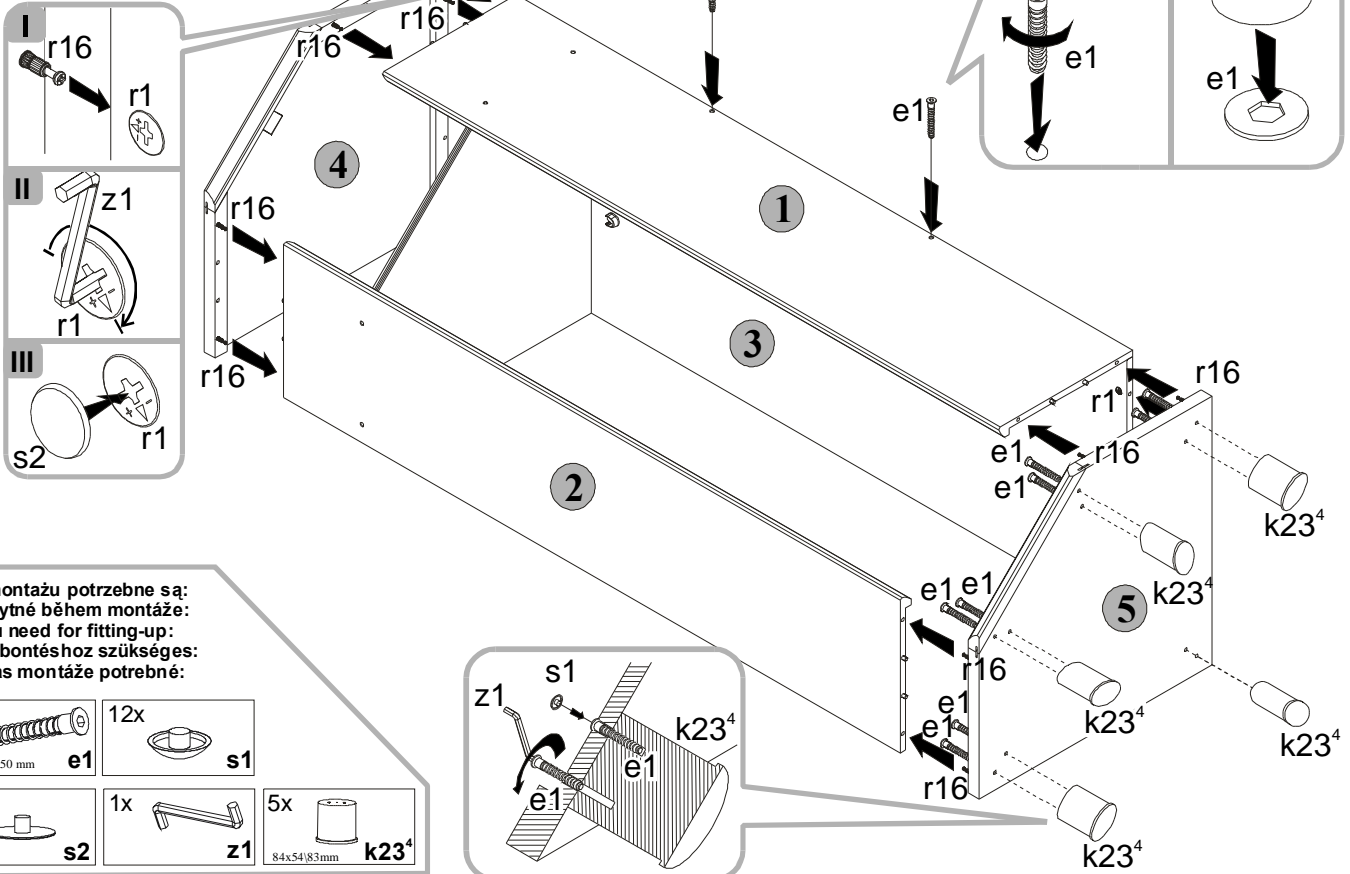 I
r16
r1
II
z1
r1
III
s2
r1
r16
r16
r16
4
r16
r16
e1
1
3
2
e1
e1
r1
r16
r16
e1
e1
k23⁴
k23⁴
5
e1
e1
r16
k23⁴
e1
e1
r16
k23⁴
k23⁴
s1
z1
k23⁴
e1
e1
montażu potrzebne są:
ytné během montáže:
need for fitting-up:
bontéshoz szükséges:
as montáže potrebné:
50 mm
e1
12x
s1
s2
1x
z1
5x
84x54\83mm
k23⁴